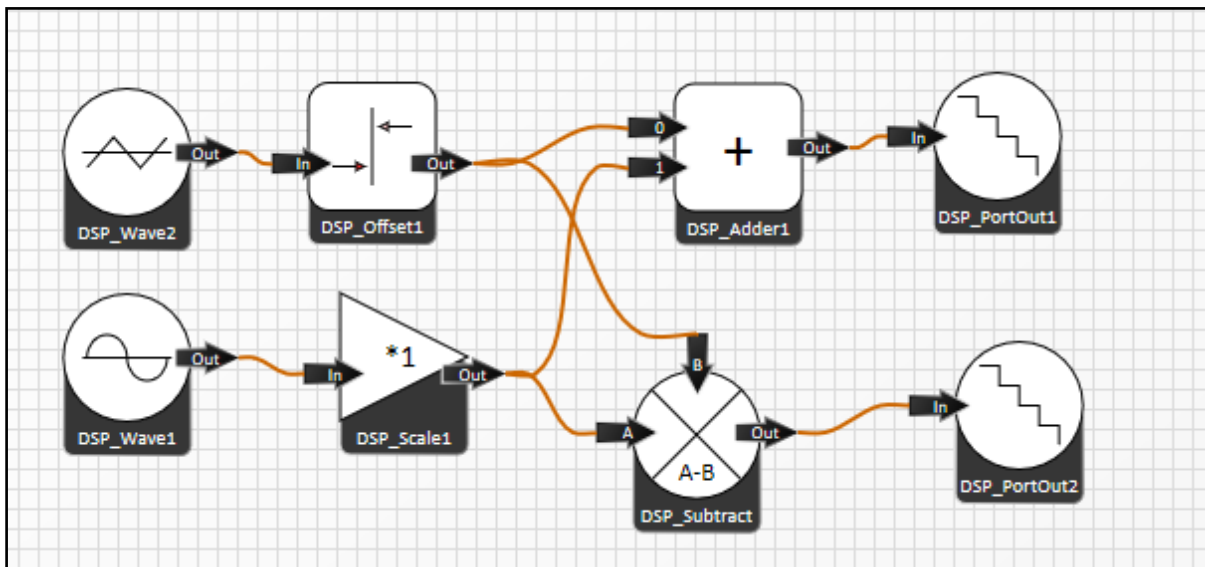 Out
In
Out
0
1
+
Out
In
DSP_Wave2
DSP_Offset1
DSP_Adder1
DSP_PortOut1
Out
In
*1
Out
B
A
Out
In
A-B
DSP_Wave1
DSP_Scale1
DSP_Subtract
DSP_PortOut2